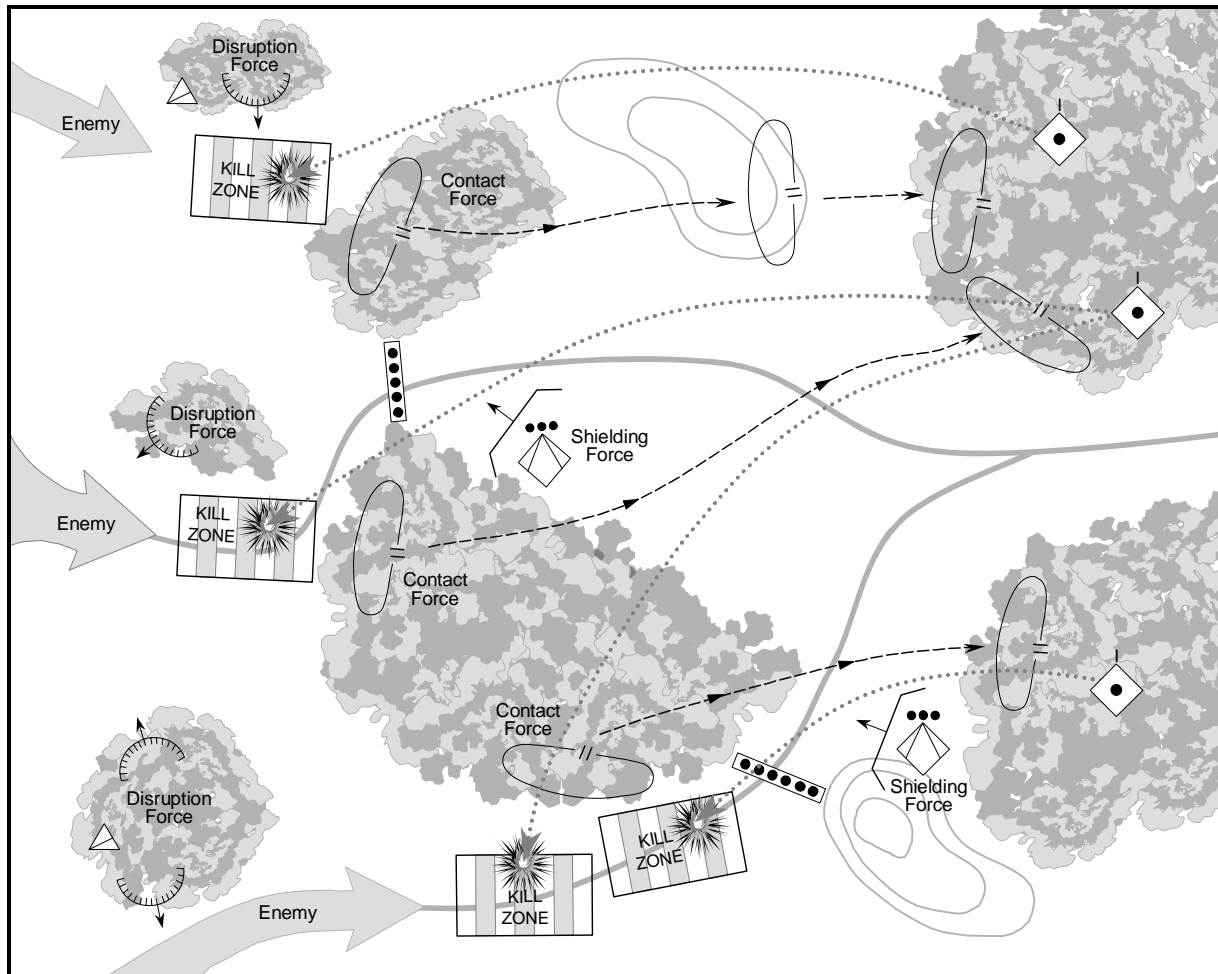 Disruption
Force
Enemy
KILL
ZONE
Contact
Force
Disruption
Force
Shielding
Force
Enemy
KILL
ZONE
Contact
Force
Contact
Force
Disruption
Force
Shielding
Force
KILL
ZONE
KILL
ZONE
Enemy